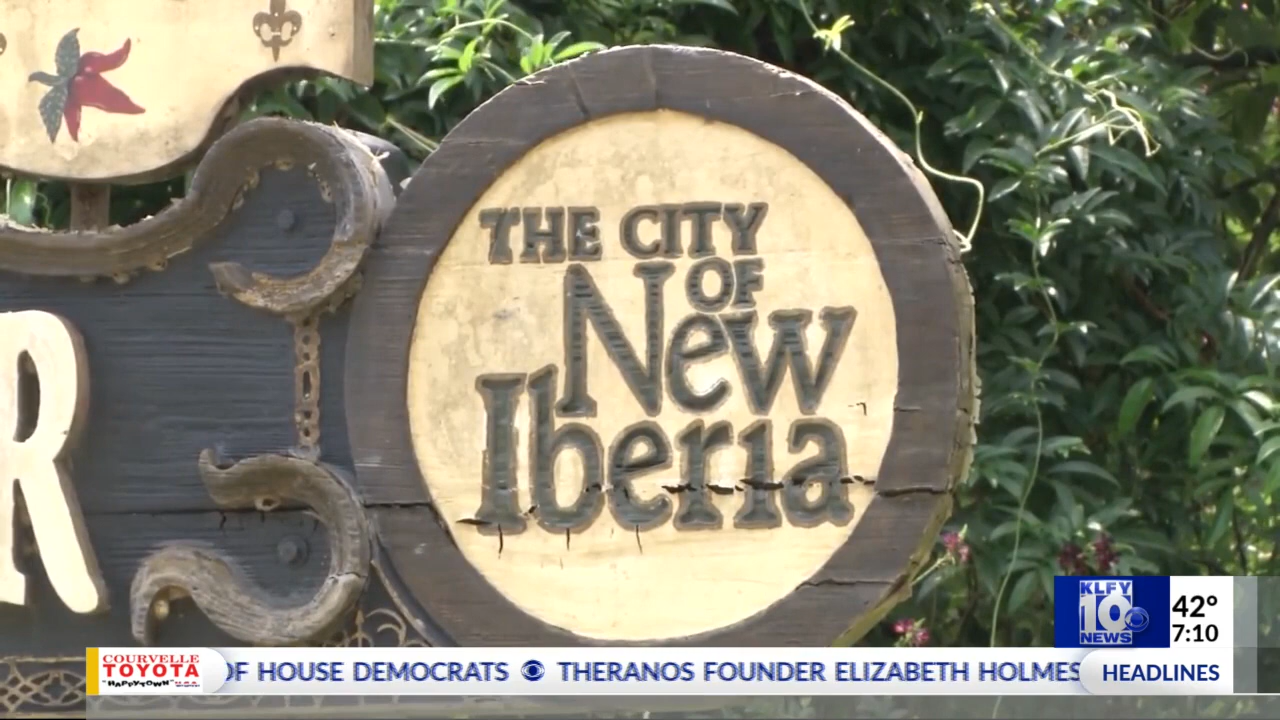 THE CITY
OF
New
Iberia
R
KLFY
10
NEWS
42°
7:10
COURVELLE
TOYOTA
"HAPPYTOWN"
OF HOUSE DEMOCRATS THERANOS FOUNDER ELIZABETH HOLMES
HEADLINES